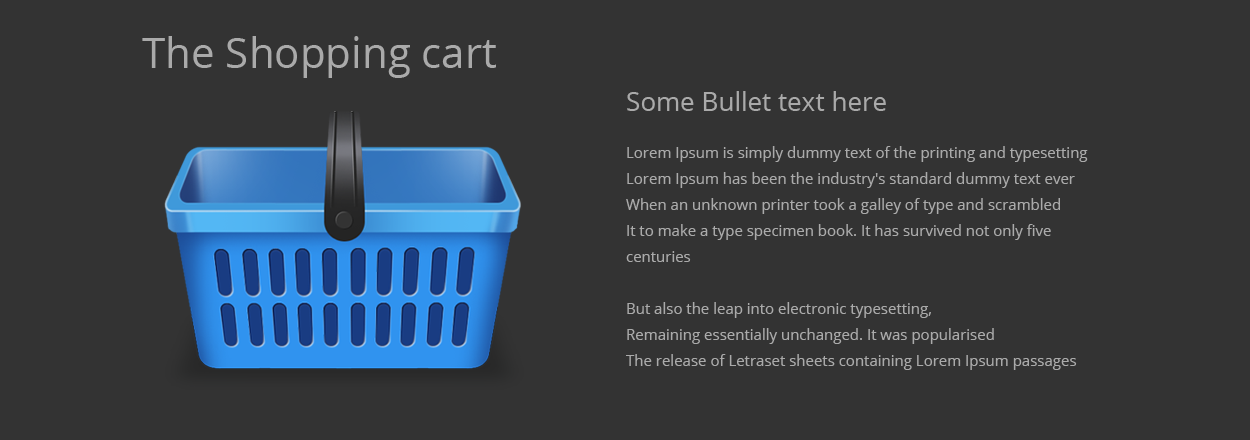 The Shopping cart
Some Bullet text here
Lorem Ipsum is simply dummy text of the printing and typesetting
Lorem Ipsum has been the industry's standard dummy text ever
When an unknown printer took a galley of type and scrambled
It to make a type specimen book. It has survived not only five
centuries
But also the leap into electronic typesetting,
Remaining essentially unchanged. It was popularised
The release of Letraset sheets containing Lorem Ipsum passages